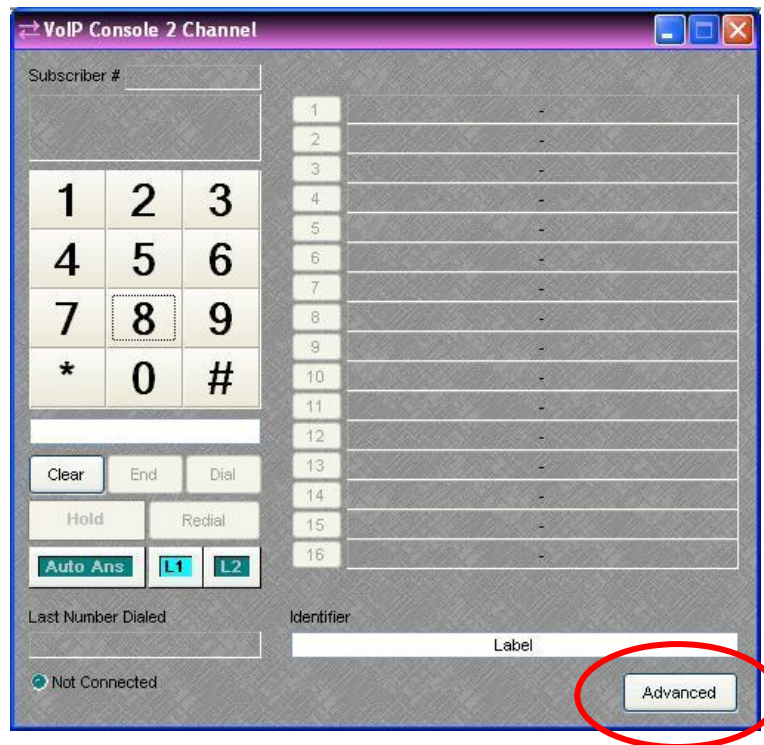 VoIP Console 2 Channel
Subscriber #
1 2 3
4 5 6
7 8 9
* 0 #
Clear End Dial
Hold Redial
Auto Ans L1 L2
Last Number Dialed
Not Connected
1 -
2 -
3 -
4 -
5 -
6 -
7 -
8 -
9 -
10 -
11 -
12 -
13 -
14 -
15 -
16 -
Identifier
Label
Advanced